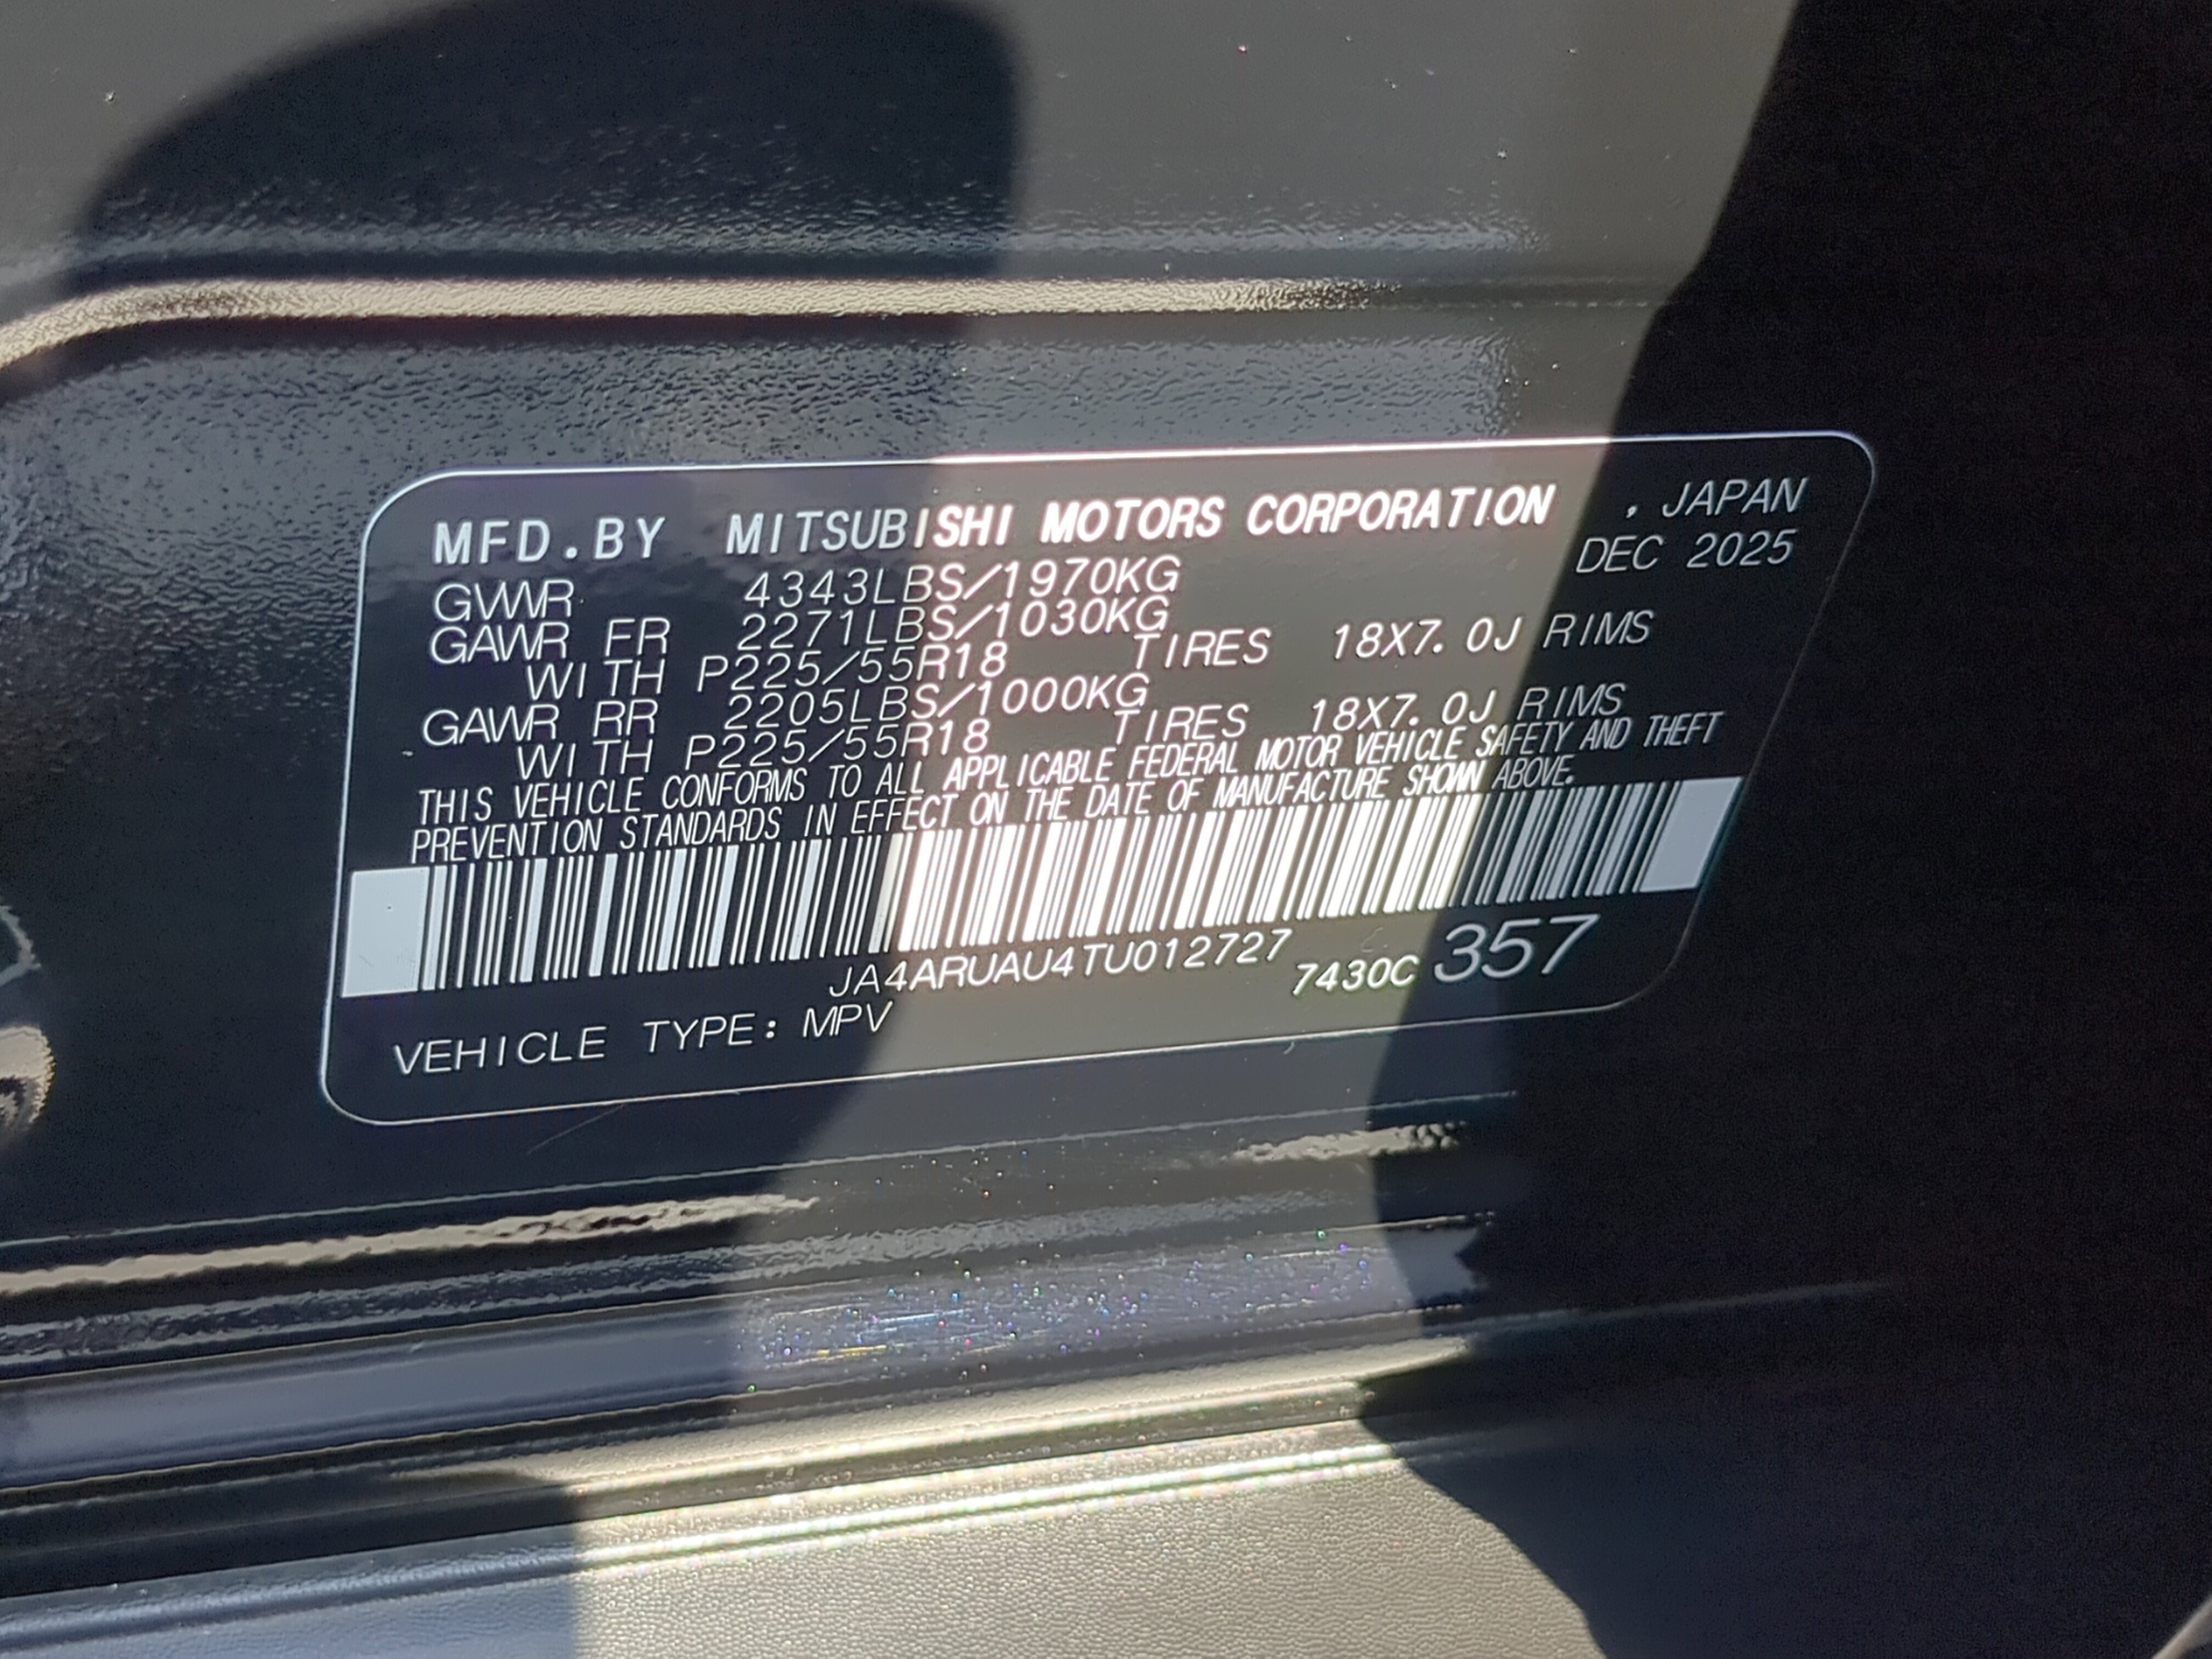 MFD.BY MITSUBISHI MOTORS CORPORATION , JAPAN
GVWR 4343LBS/1970KG DEC 2025
GAWR FR 2271LBS/1030KG
WITH P225/55R18 TIRES 18X7.0J RIMS
GAWR RR 2205LBS/1000KG
WITH P225/55R18 TIRES 18X7.0J RIMS
THIS VEHICLE CONFORMS TO ALL APPLICABLE FEDERAL MOTOR VEHICLE SAFETY AND THEFT
PREVENTION STANDARDS IN EFFECT ON THE DATE OF MANUFACTURE SHOWN ABOVE.
JA4ARUAU4TU012727 7430C 357
VEHICLE TYPE: MPV